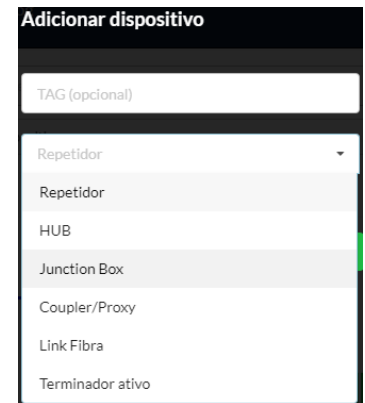 Adicionar dispositivo
TAG (opcional)
Repetidor
Repetidor
HUB
Junction Box
Coupler/Proxy
Link Fibra
Terminador ativo